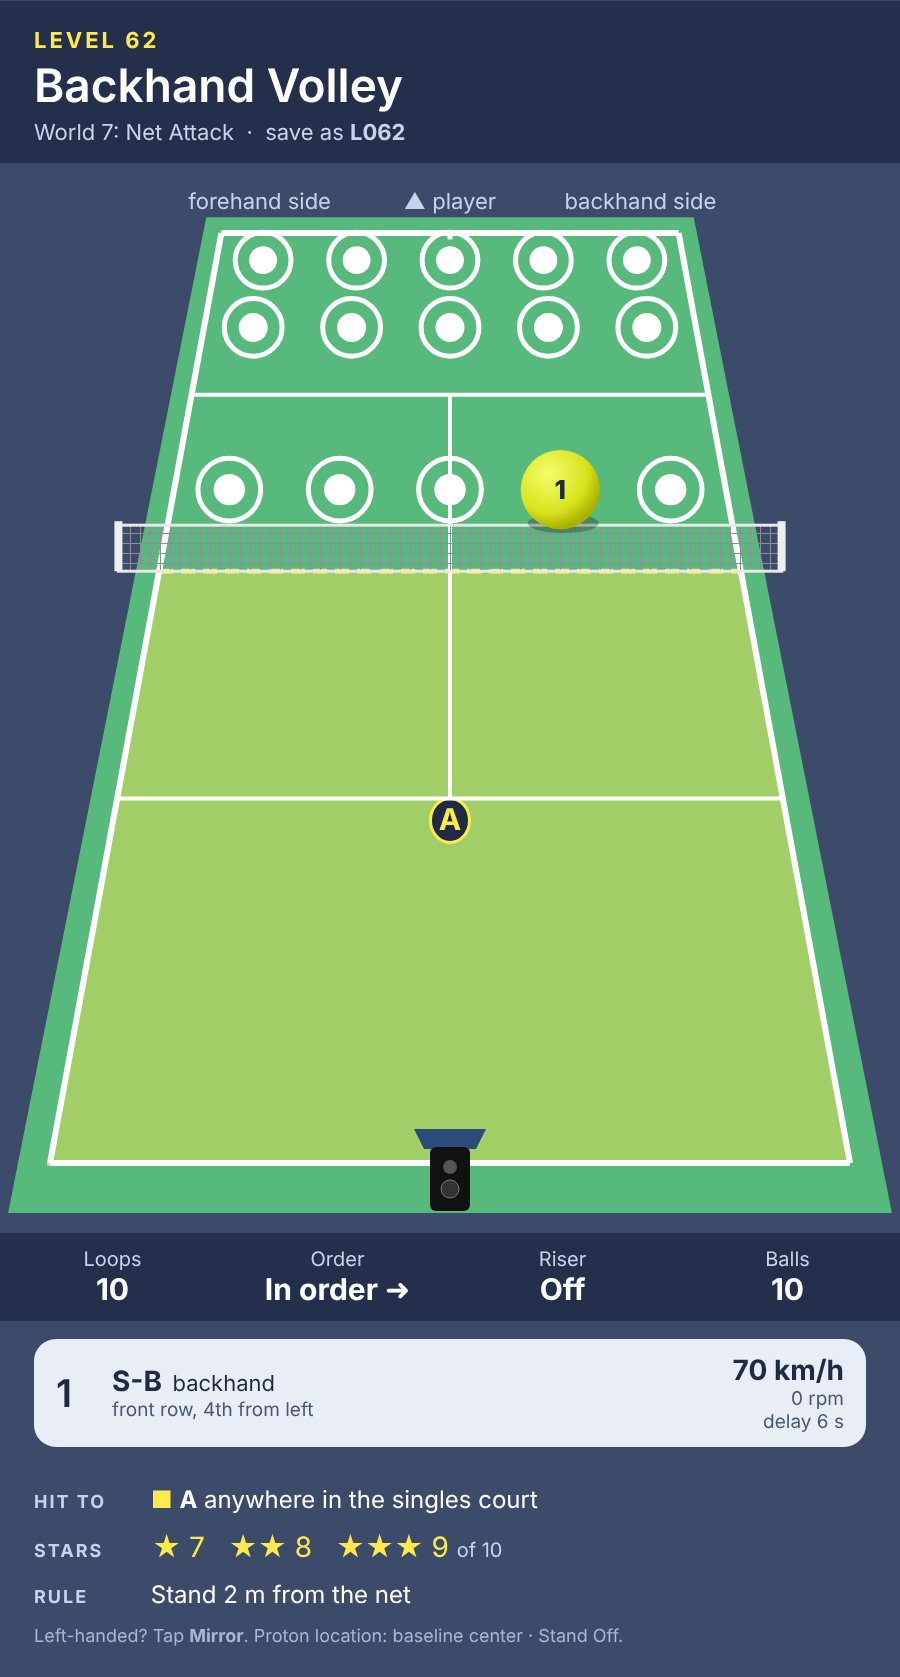 LEVEL 62
Backhand Volley
World 7: Net Attack · save as L062
forehand side ▲ player backhand side
1
A
Loops Order Riser Balls
10 In order ➜ Off 10
1 S-B backhand 70 km/h
front row, 4th from left 0 rpm
delay 6 s
HIT TO ■ A anywhere in the singles court
STARS ★ 7 ★★ 8 ★★★ 9 of 10
RULE Stand 2 m from the net
Left-handed? Tap Mirror. Proton location: baseline center · Stand Off.